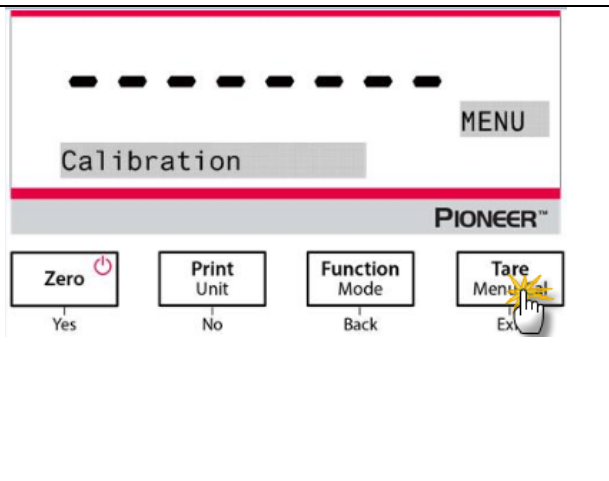 MENU
Calibration
PIONEER™
Zero Print Function Tare
Unit Mode
Yes No Back